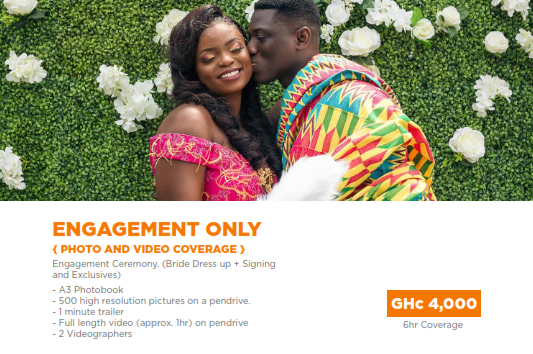 ENGAGEMENT ONLY
{ PHOTO AND VIDEO COVERAGE }
Engagement Ceremony. (Bride Dress up + Signing
and Exclusives)
- A3 Photobook
- 500 high resolution pictures on a pendrive.
- 1 minute trailer
- Full length video (approx. 1hr) on pendrive
- 2 Videographers
GHc 4,000
6hr Coverage